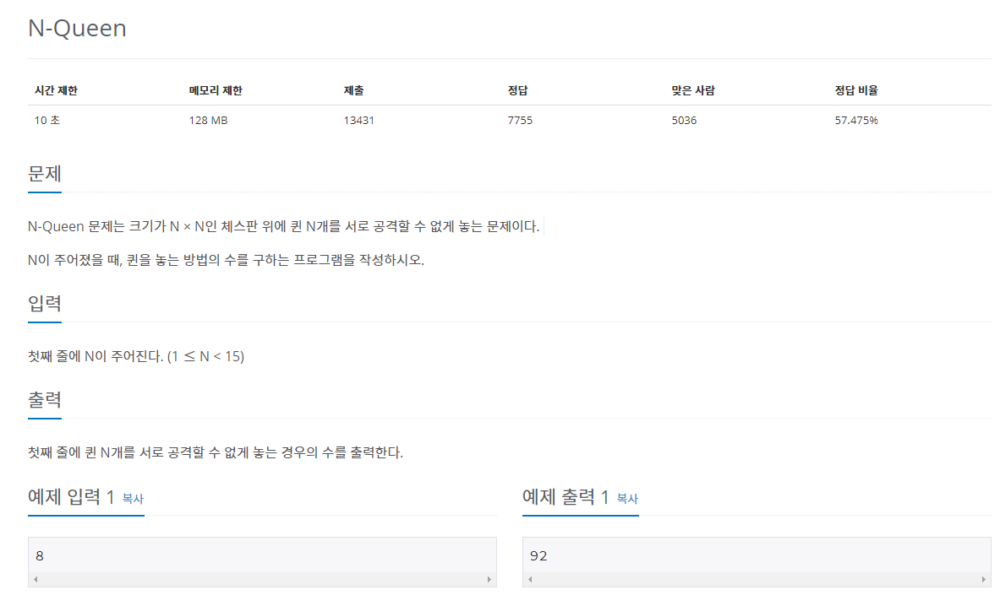 N-Queen
시간 제한 메모리 제한 제출 정답 맞은 사람 정답 비율
10 초 128 MB 13431 7755 5036 57.475%
문제
N-Queen 문제는 크기가 N × N인 체스판 위에 퀸 N개를 서로 공격할 수 없게 놓는 문제이다.
N이 주어졌을 때, 퀸을 놓는 방법의 수를 구하는 프로그램을 작성하시오.
입력
첫째 줄에 N이 주어진다. (1 ≤ N < 15)
출력
첫째 줄에 퀸 N개를 서로 공격할 수 없게 놓는 경우의 수를 출력한다.
예제 입력 1 복사
8
예제 출력 1 복사
92